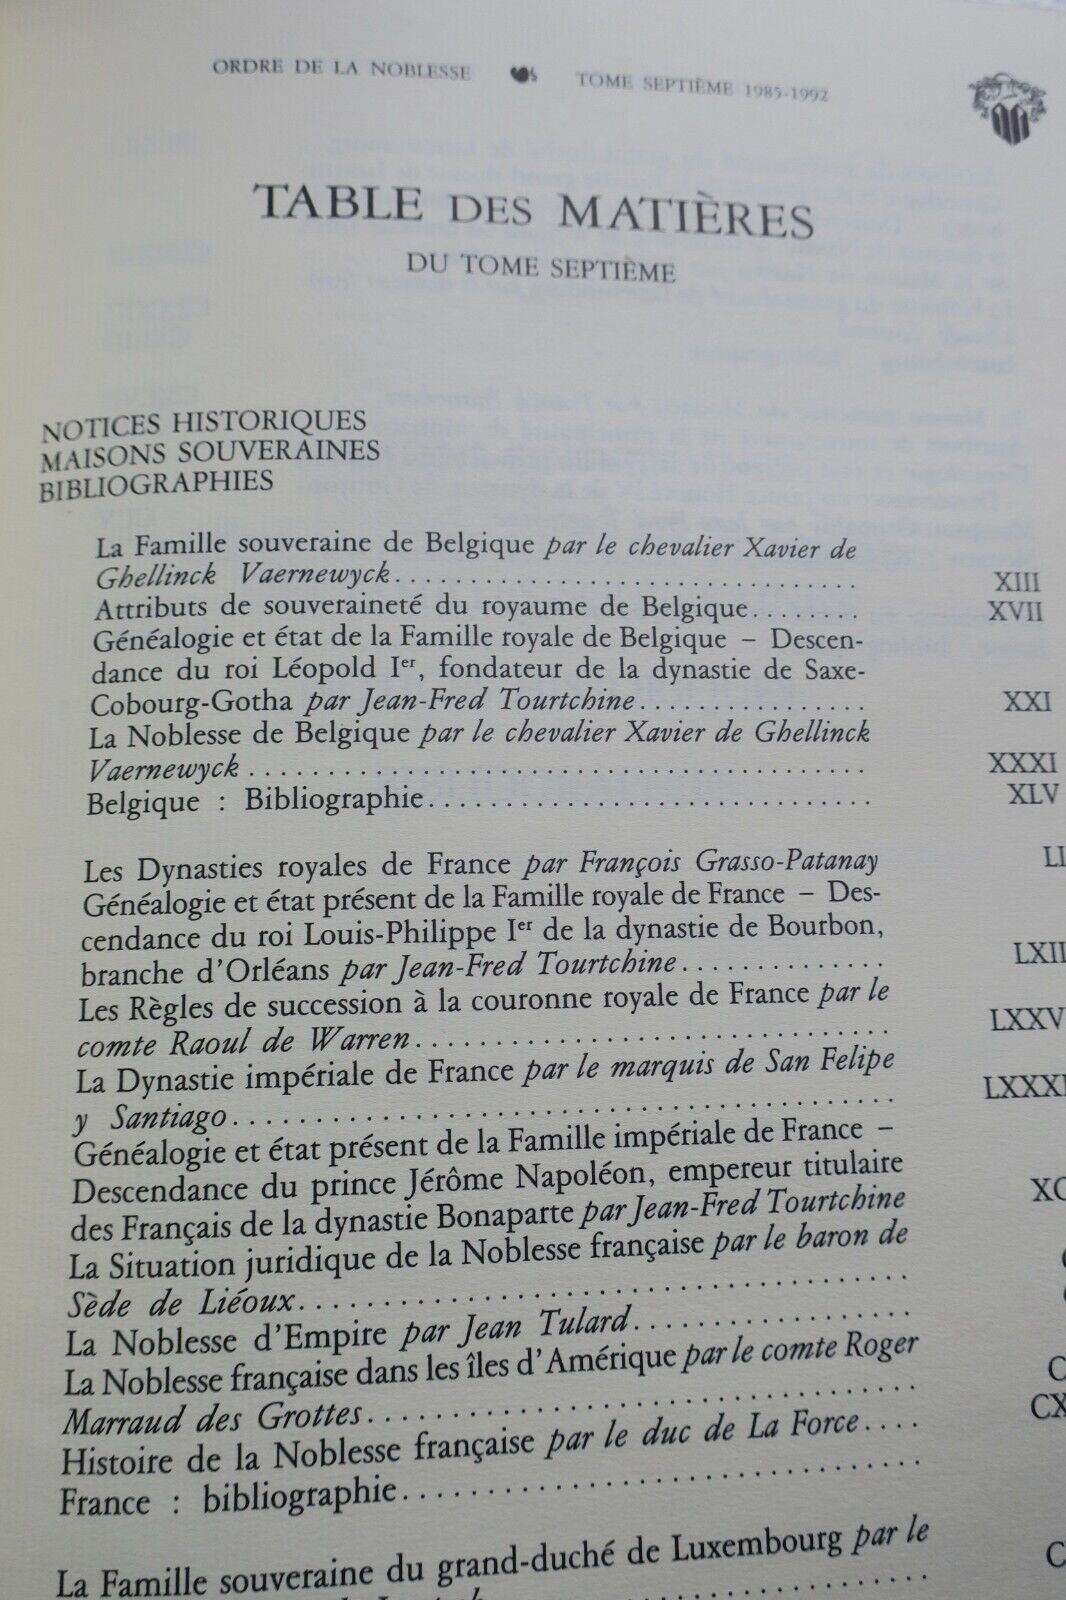 ORDRE DE LA NOBLESSE TOME SEPTIÈME 1985-1992
TABLE DES MATIÈRES
DU TOME SEPTIÈME
NOTICES HISTORIQUES
MAISONS SOUVERAINES
BIBLIOGRAPHIES
La Famille souveraine de Belgique par le chevalier Xavier de
Ghellinck Vaernewyck................................ XIII
Attributs de souveraineté du royaume de Belgique........ XVII
Généalogie et état de la Famille royale de Belgique – Descen-
dance du roi Léopold Ier, fondateur de la dynastie de Saxe-
Cobourg-Gotha par Jean-Fred Tourtchine................ XXI
La Noblesse de Belgique par le chevalier Xavier de Ghellinck
Vaernewyck........................................... XXXI
Belgique : Bibliographie............................... XLV
Les Dynasties royales de France par François Grasso-Patanay LI
Généalogie et état présent de la Famille royale de France – Des-
cendance du roi Louis-Philippe Ier de la dynastie de Bourbon,
branche d'Orléans par Jean-Fred Tourtchine.............. LXII
Les Règles de succession à la couronne royale de France par le
comte Raoul de Warren................................ LXXV
La Dynastie impériale de France par le marquis de San Felipe
y Santiago............................................. LXXXI
Généalogie et état présent de la Famille impériale de France –
Descendance du prince Jérôme Napoléon, empereur titulaire
des Français de la dynastie Bonaparte par Jean-Fred Tourtchine
La Situation juridique de la Noblesse française par le baron de
Sède de Liéoux........................................
La Noblesse d'Empire par Jean Tulard...................
La Noblesse française dans les îles d'Amérique par le comte Roger
Marraud des Grottes...................................
Histoire de la Noblesse française par le duc de La Force.... CX
France : bibliographie..................................
La Famille souveraine du grand-duché de Luxembourg par le